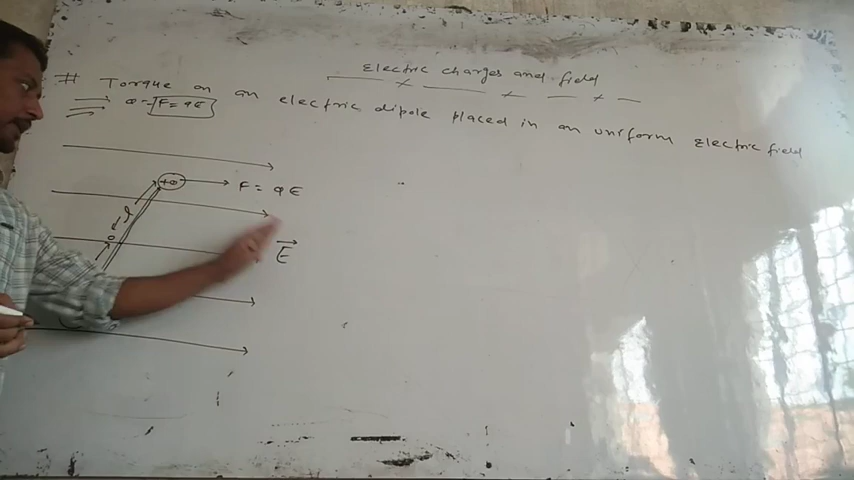 Electric charges and field
# Torque on an electric dipole placed in an uniform electric field
F = qE
+q
F = qE
l
o
E